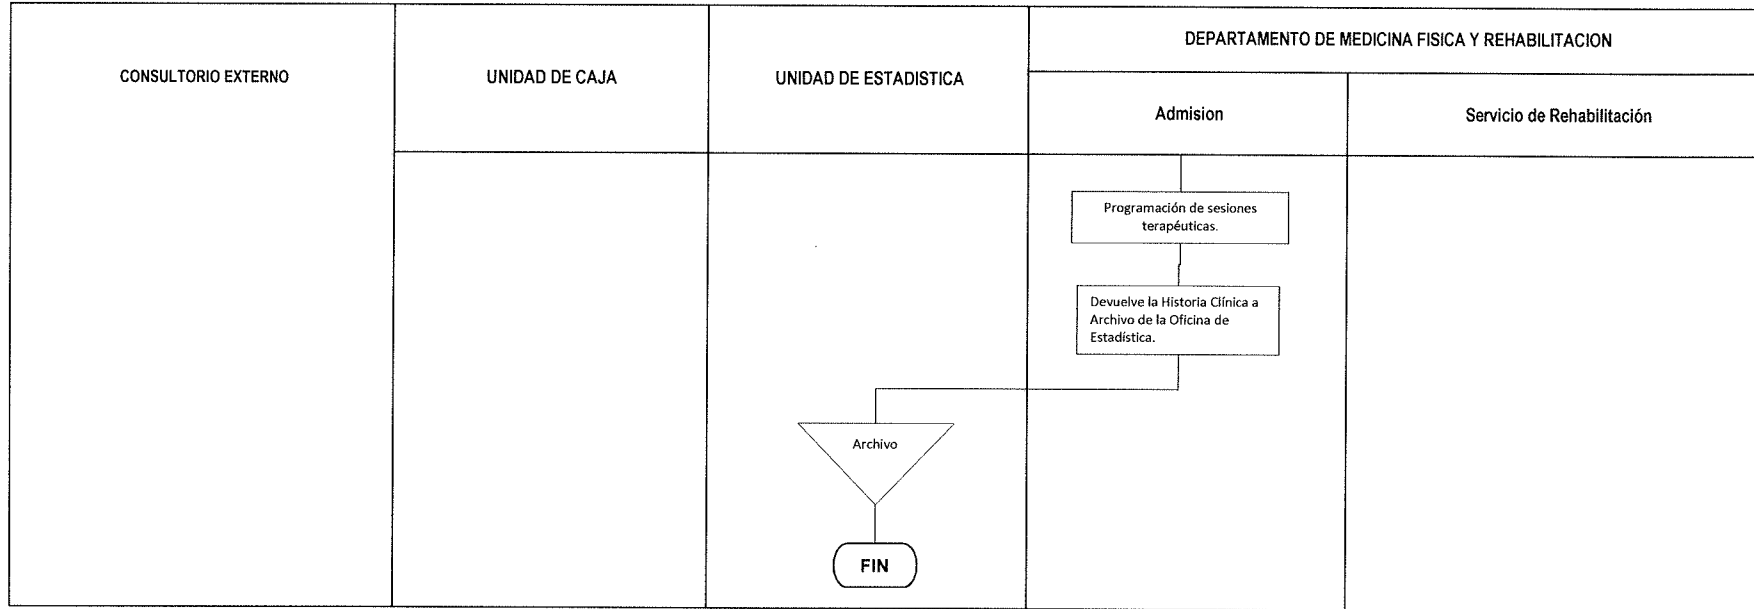 DEPARTAMENTO DE MEDICINA FISICA Y REHABILITACION
CONSULTORIO EXTERNO
UNIDAD DE CAJA
UNIDAD DE ESTADISTICA
Admision
Servicio de Rehabilitación
Programación de sesiones
terapéuticas.
Devuelve la Historia Clínica a
Archivo de la Oficina de
Estadística.
Archivo
FIN